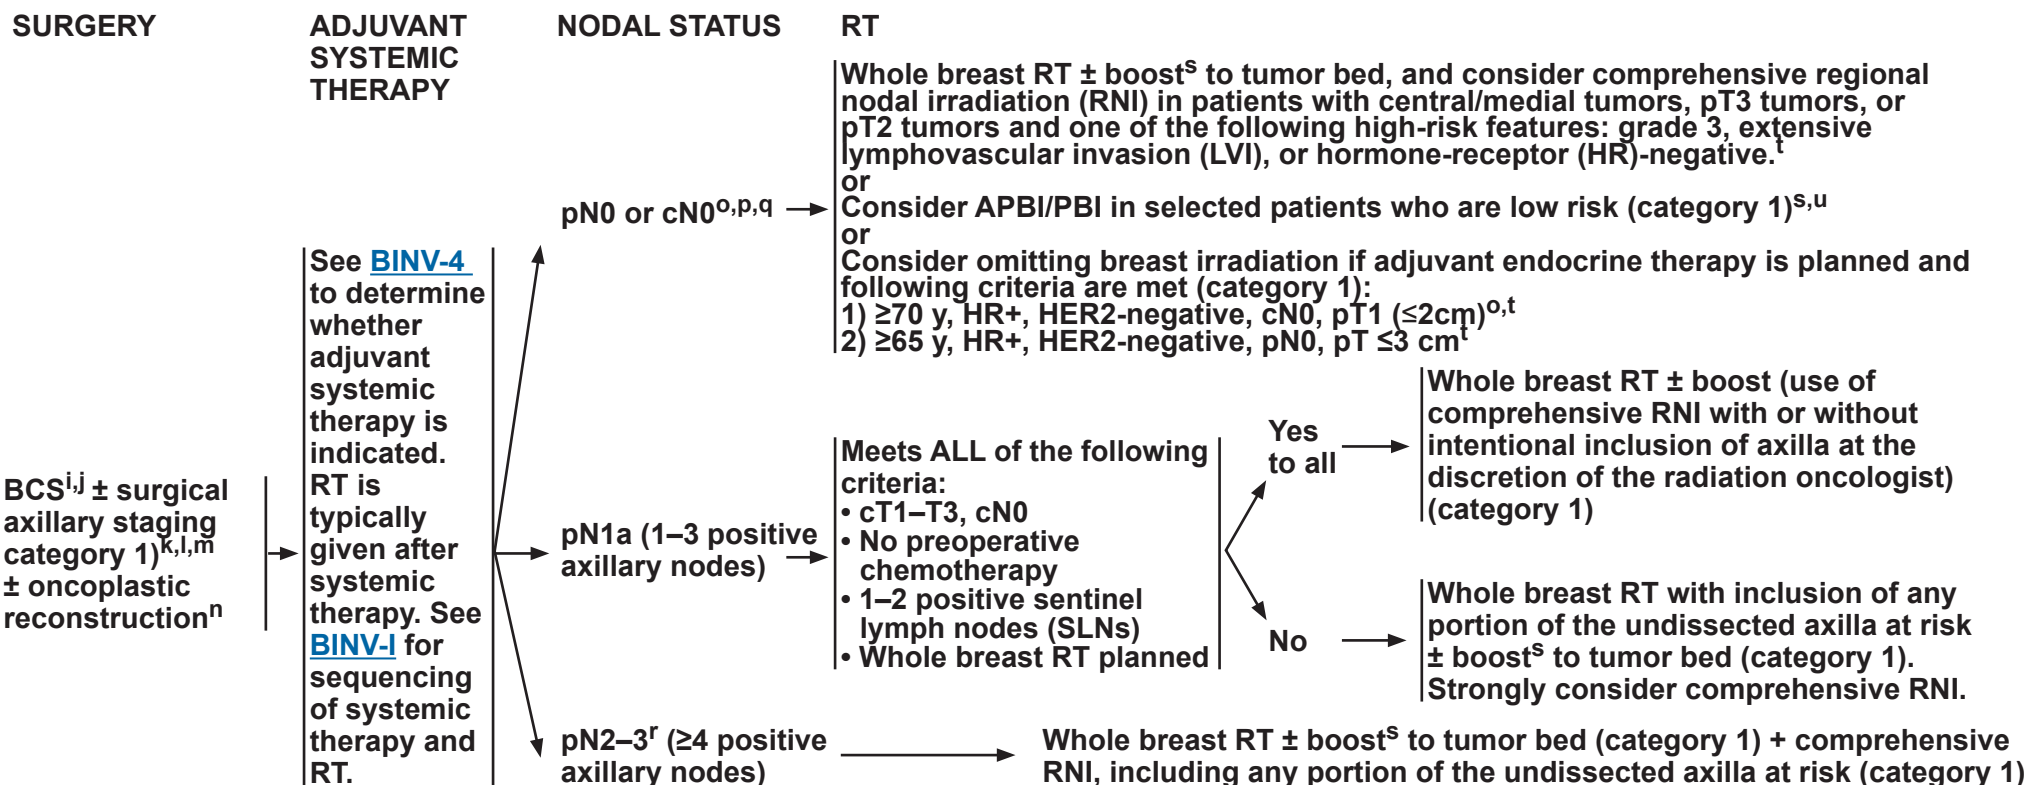 SURGERY
ADJUVANT
SYSTEMIC
THERAPY
NODAL STATUS
RT
BCSi,j ± surgical
axillary staging
category 1)k,l,m
± oncoplastic
reconstructionn
See BINV-4
to determine
whether
adjuvant
systemic
therapy is
indicated.
RT is
typically
given after
systemic
therapy. See
BINV-I for
sequencing
of systemic
therapy and
RT.
pN0 or cN0o,p,q
Whole breast RT ± boosts to tumor bed, and consider comprehensive regional
nodal irradiation (RNI) in patients with central/medial tumors, pT3 tumors, or
pT2 tumors and one of the following high-risk features: grade 3, extensive
lymphovascular invasion (LVI), or hormone-receptor (HR)-negative.t
or
Consider APBI/PBI in selected patients who are low risk (category 1)s,u
or
Consider omitting breast irradiation if adjuvant endocrine therapy is planned and
following criteria are met (category 1):
1) ≥70 y, HR+, HER2-negative, cN0, pT1 (≤2cm)o,t
2) ≥65 y, HR+, HER2-negative, pN0, pT ≤3 cmt
pN1a (1–3 positive
axillary nodes)
Meets ALL of the following
criteria:
• cT1–T3, cN0
• No preoperative
chemotherapy
• 1–2 positive sentinel
lymph nodes (SLNs)
• Whole breast RT planned
Yes
to all
Whole breast RT ± boost (use of
comprehensive RNI with or without
intentional inclusion of axilla at the
discretion of the radiation oncologist)
(category 1)
No
Whole breast RT with inclusion of any
portion of the undissected axilla at risk
± boosts to tumor bed (category 1).
Strongly consider comprehensive RNI.
pN2–3r (≥4 positive
axillary nodes)
Whole breast RT ± boosts to tumor bed (category 1) + comprehensive
RNI, including any portion of the undissected axilla at risk (category 1)